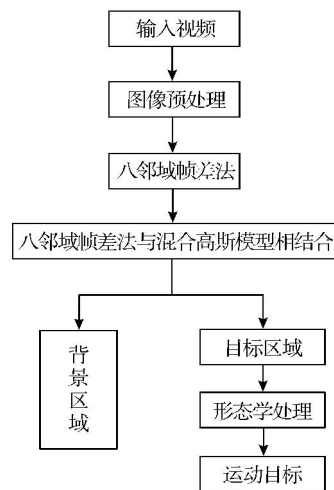 输入视频
图像预处理
八邻域帧差法
八邻域帧差法与混合高斯模型相结合
背景区域
目标区域
形态学处理
运动目标